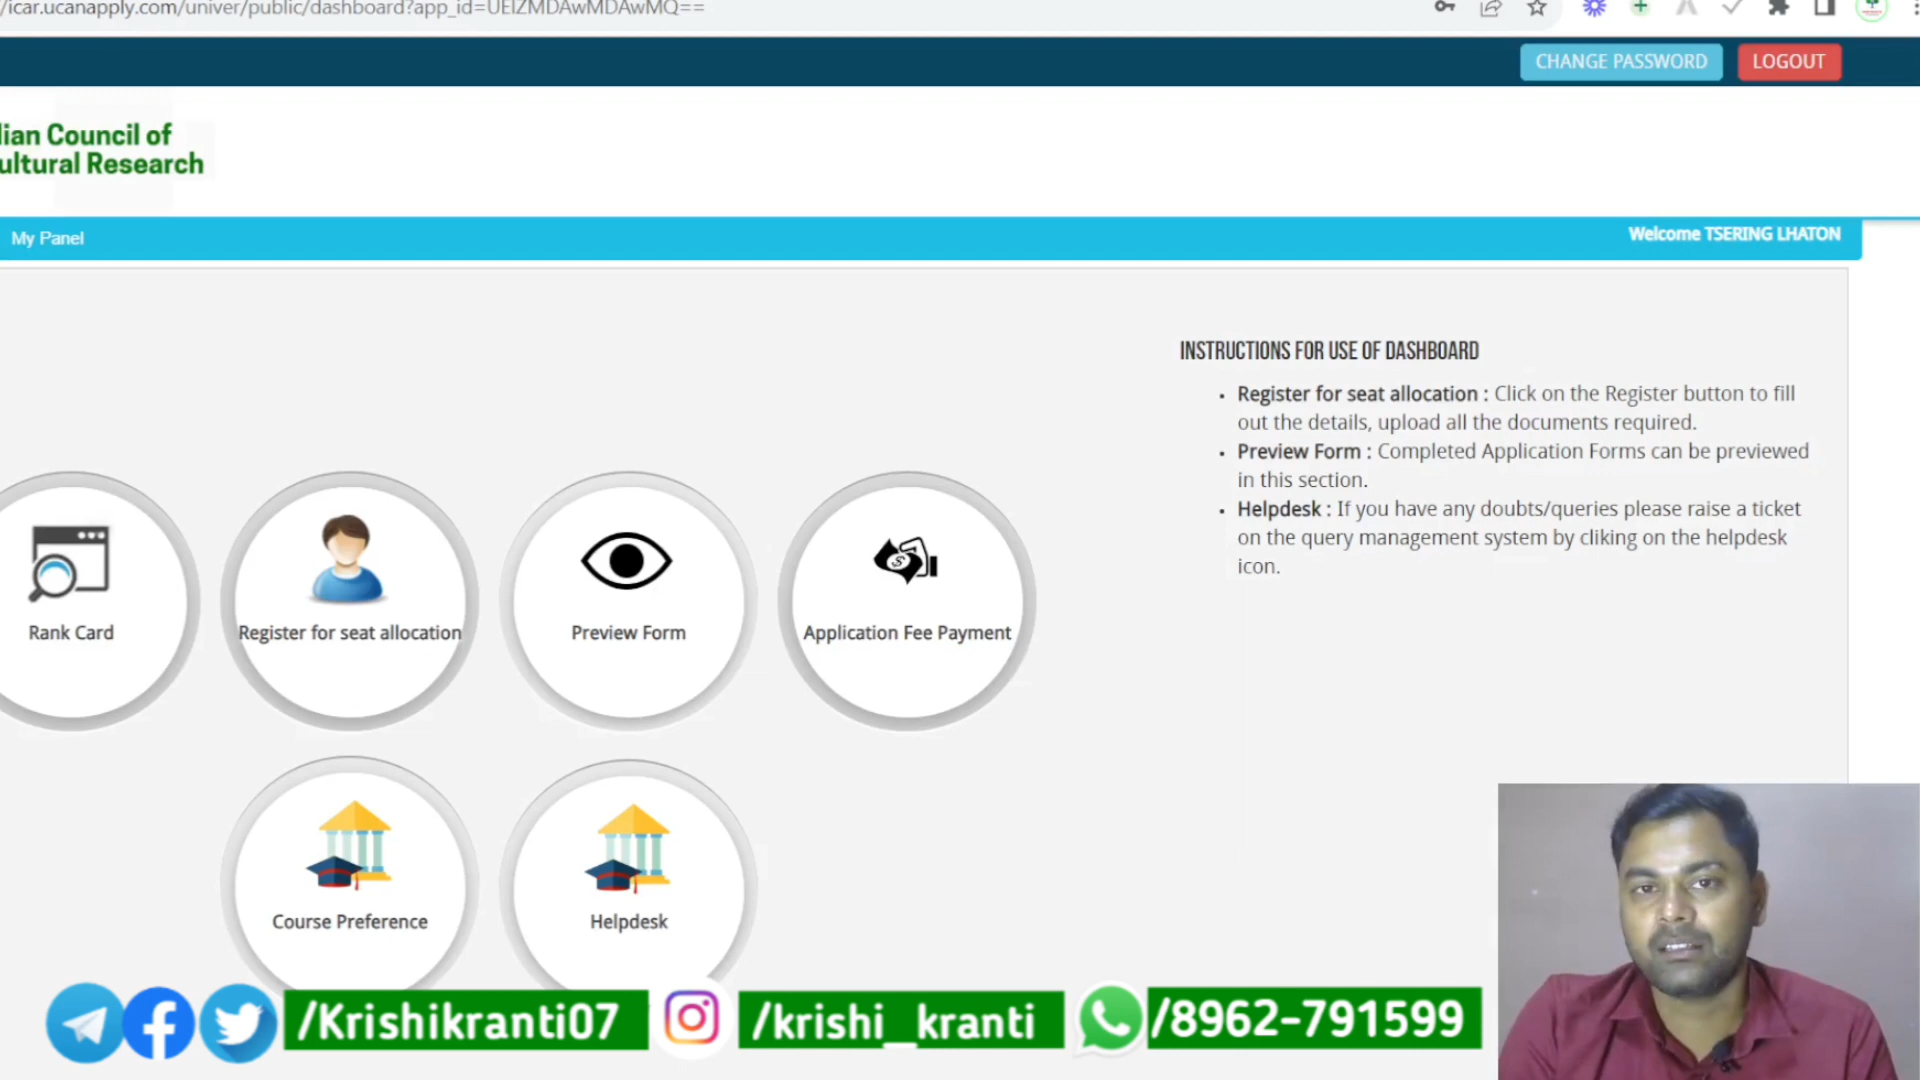 /icar.ucanapply.com/univer/public/dashboard?app_id=UElZMDAwMDAwMQ==
CHANGE PASSWORD
LOGOUT
lian Council of
ultural Research
My Panel
Welcome TSERING LHATON
INSTRUCTIONS FOR USE OF DASHBOARD
Register for seat allocation : Click on the Register button to fill
out the details, upload all the documents required.
Preview Form : Completed Application Forms can be previewed
in this section.
Helpdesk : If you have any doubts/queries please raise a ticket
on the query management system by cliking on the helpdesk
icon.
Rank Card
Register for seat allocation
Preview Form
Application Fee Payment
Course Preference
Helpdesk
/Krishikranti07
/krishi__kranti
/8962-791599